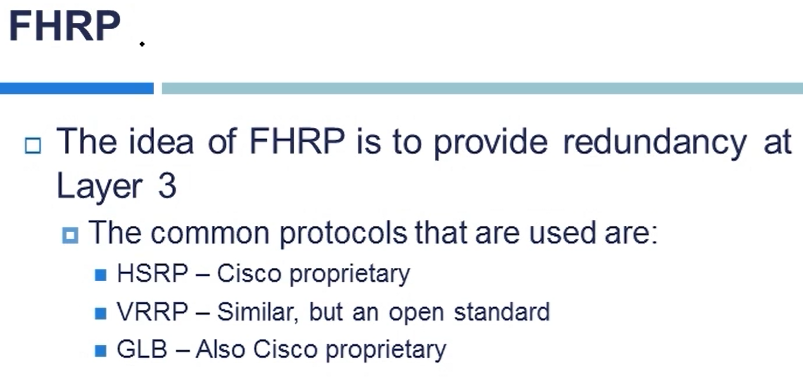 FHRP .
The idea of FHRP is to provide redundancy at
Layer 3
The common protocols that are used are:
HSRP – Cisco proprietary
VRRP – Similar, but an open standard
GLB – Also Cisco proprietary